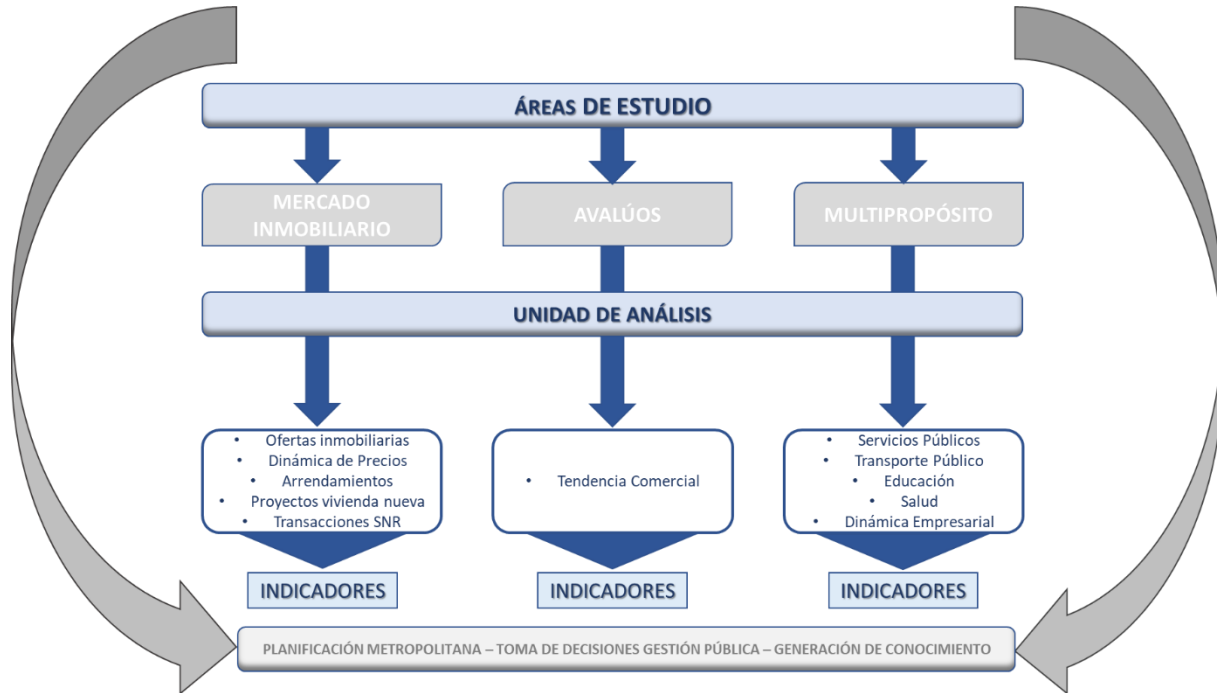 ÁREAS DE ESTUDIO
MERCADO
INMOBILIARIO
AVALÚOS
MULTIPROPÓSITO
UNIDAD DE ANÁLISIS
• Ofertas inmobiliarias
• Dinámica de Precios
• Arrendamientos
• Proyectos vivienda nueva
• Transacciones SNR
• Tendencia Comercial
• Servicios Públicos
• Transporte Público
• Educación
• Salud
• Dinámica Empresarial
INDICADORES
INDICADORES
INDICADORES
PLANIFICACIÓN METROPOLITANA – TOMA DE DECISIONES GESTIÓN PÚBLICA – GENERACIÓN DE CONOCIMIENTO